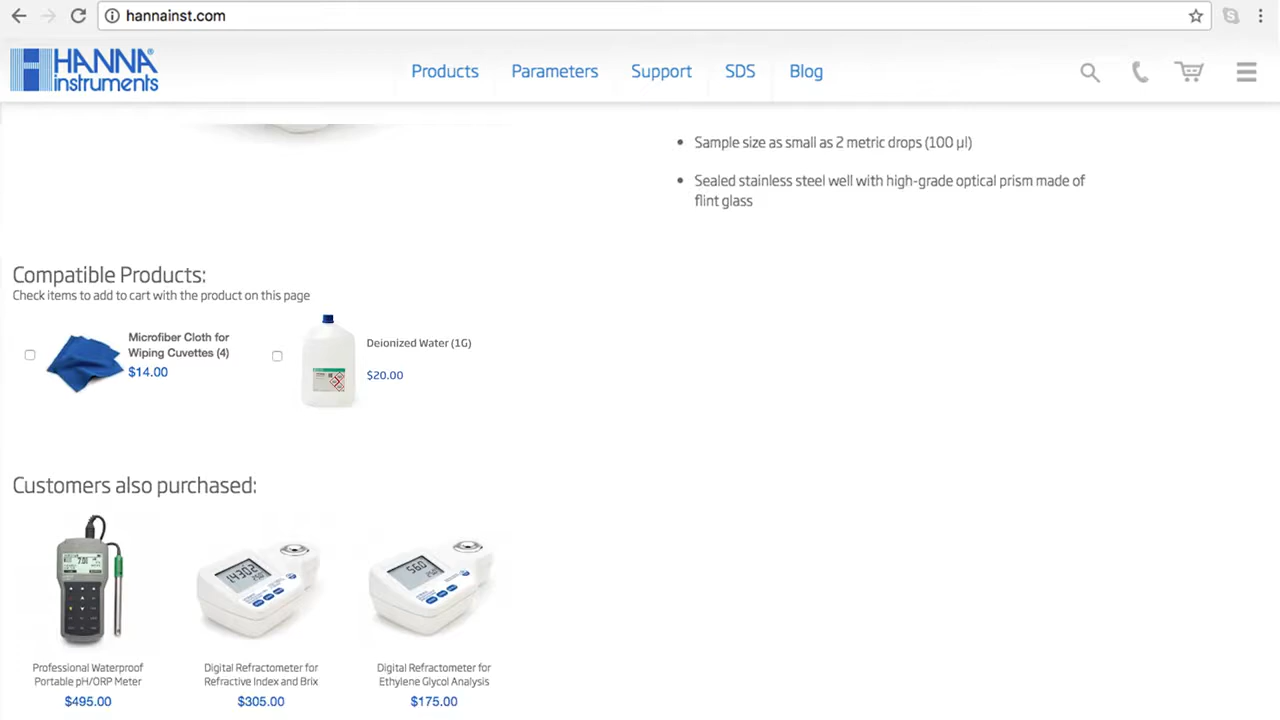 hannainst.com
HANNA
instruments
Products
Parameters
Support
SDS
Blog
Sample size as small as 2 metric drops (100 µl)
Sealed stainless steel well with high-grade optical prism made of
flint glass
Compatible Products:
Check items to add to cart with the product on this page
Microfiber Cloth for
Wiping Cuvettes (4)
$14.00
Deionized Water (1G)
$20.00
Customers also purchased:
Professional Waterproof
Portable pH/ORP Meter
$495.00
Digital Refractometer for
Refractive Index and Brix
$305.00
Digital Refractometer for
Ethylene Glycol Analysis
$175.00